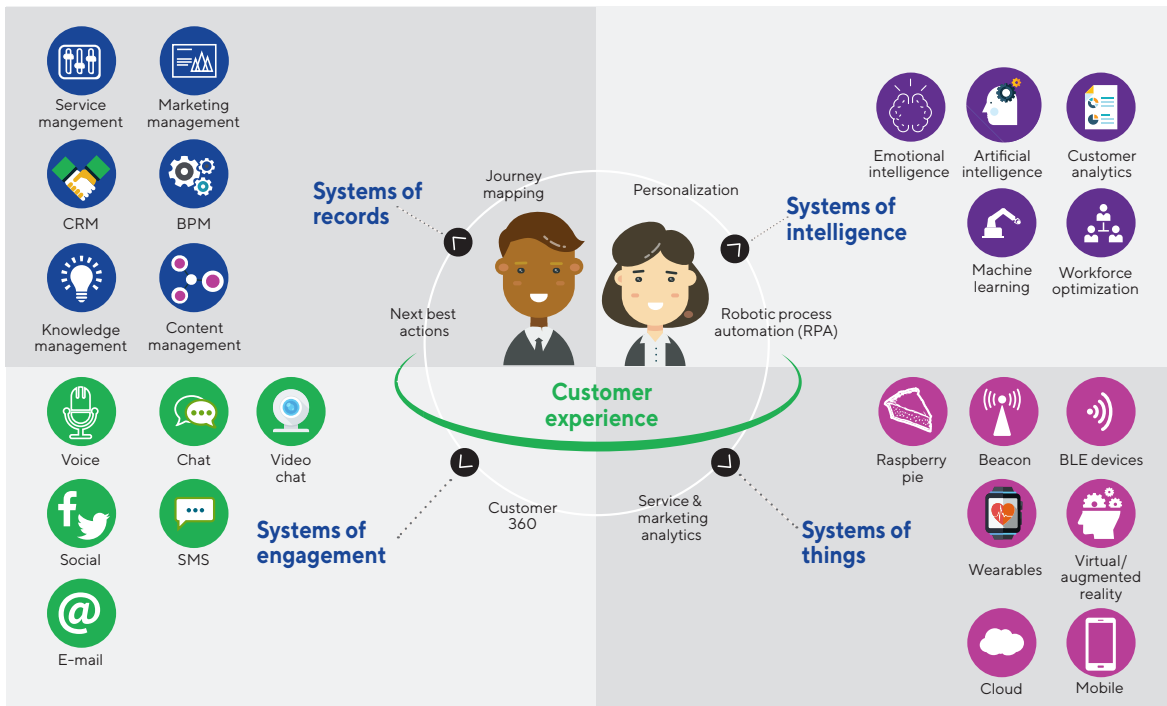 Service
mangement
Marketing
management
CRM
BPM
Knowledge
management
Content
management
Systems of
records
Journey
mapping
Next best
actions
Personalization
Robotic process
automation (RPA)
Systems of
intelligence
Emotional
intelligence
Artificial
intelligence
Customer
analytics
Machine
learning
Workforce
optimization
Customer
experience
Voice
Chat
Video
chat
Social
SMS
@
E-mail
Systems of
engagement
Customer
360
Service &
marketing
analytics
Systems of
things
Raspberry
pie
Beacon
BLE devices
Wearables
Virtual/
augmented
reality
Cloud
Mobile